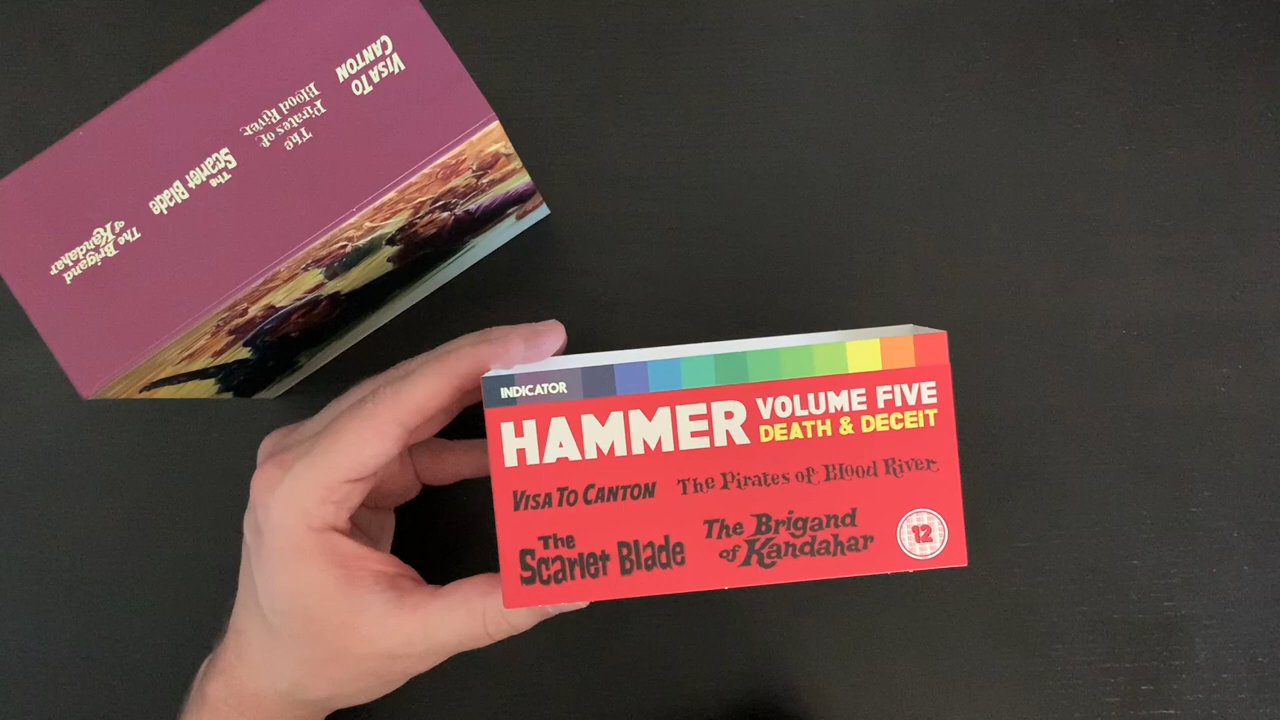 VISA TO
CANTON
The
Pirates of
Blood River
The
Scarlet Blade
The Brigand
of Kandahar
INDICATOR
HAMMER VOLUME FIVE
DEATH & DECEIT
VISA TO CANTON The Pirates of Blood River
The
Scarlet Blade
The Brigand
of Kandahar
12